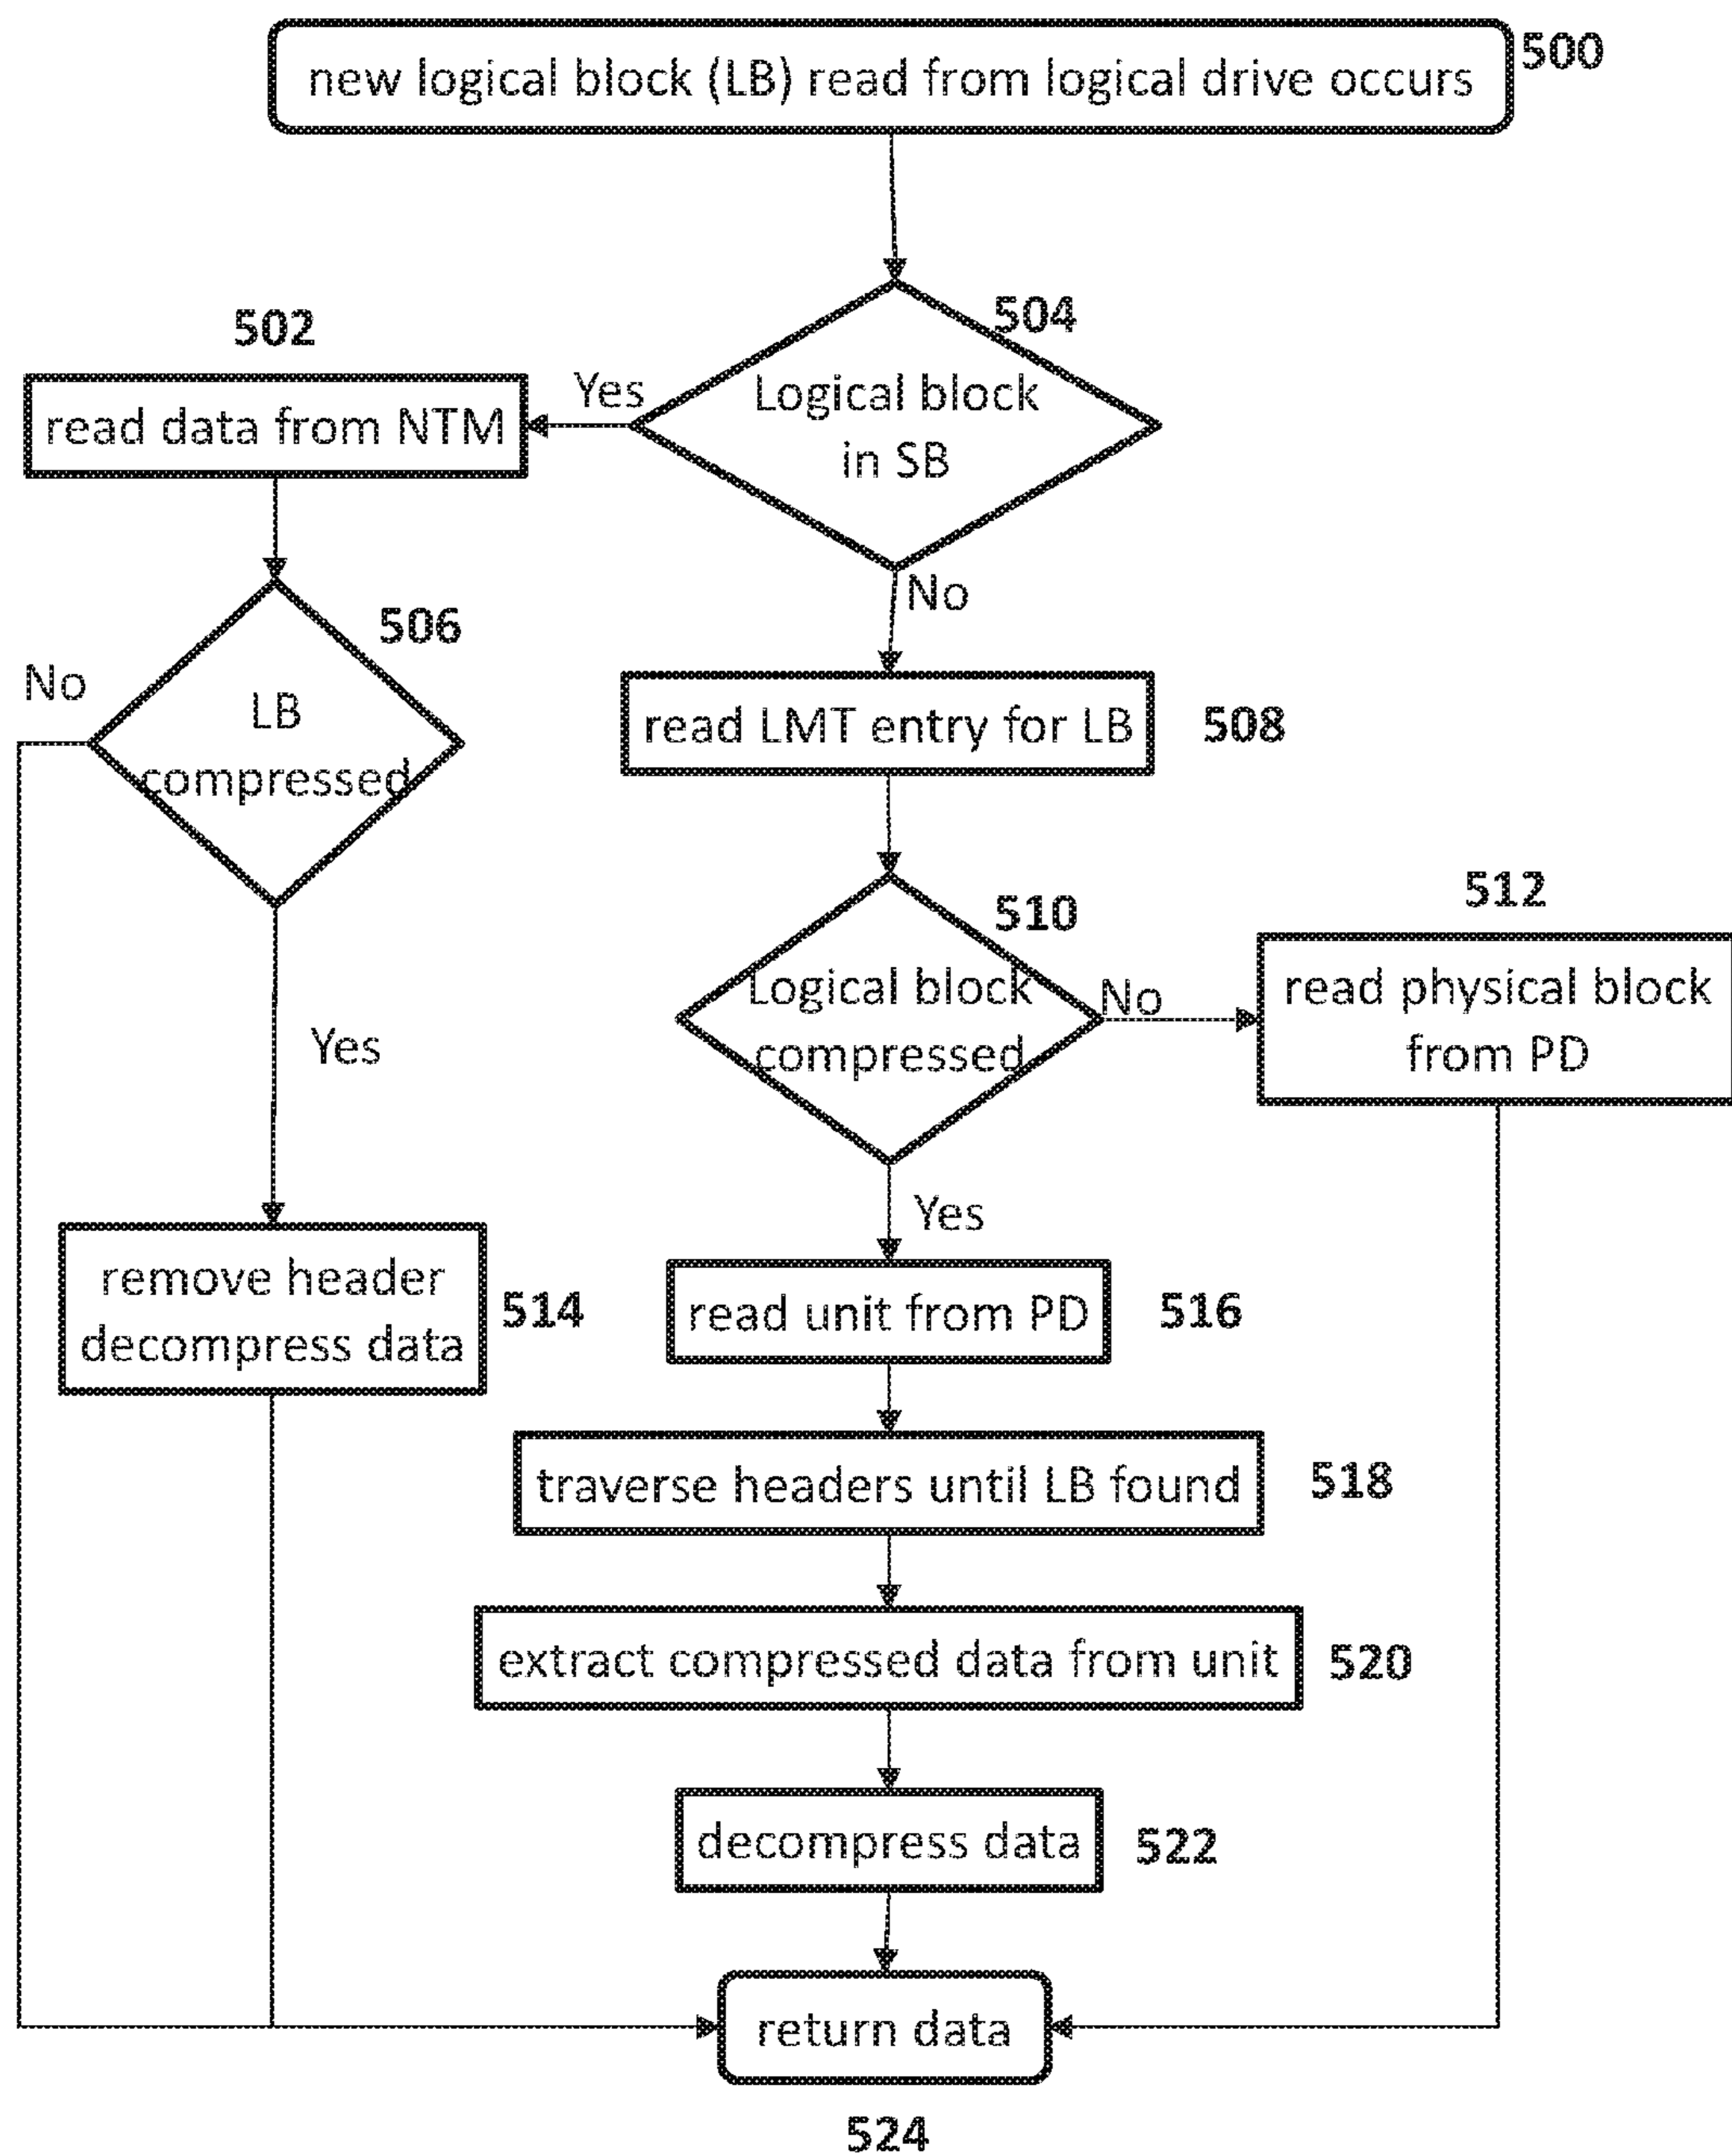 new logical block (LB) read from logical drive occurs
500
504
Logical block
in SB
Yes
502
read data from NTM
No
506
LB
compressed
No
read LMT entry for LB
508
510
Logical block
compressed
No
512
read physical block
from PD
Yes
Yes
remove header
decompress data
514
read unit from PD
516
traverse headers until LB found
518
extract compressed data from unit
520
decompress data
522
return data
524